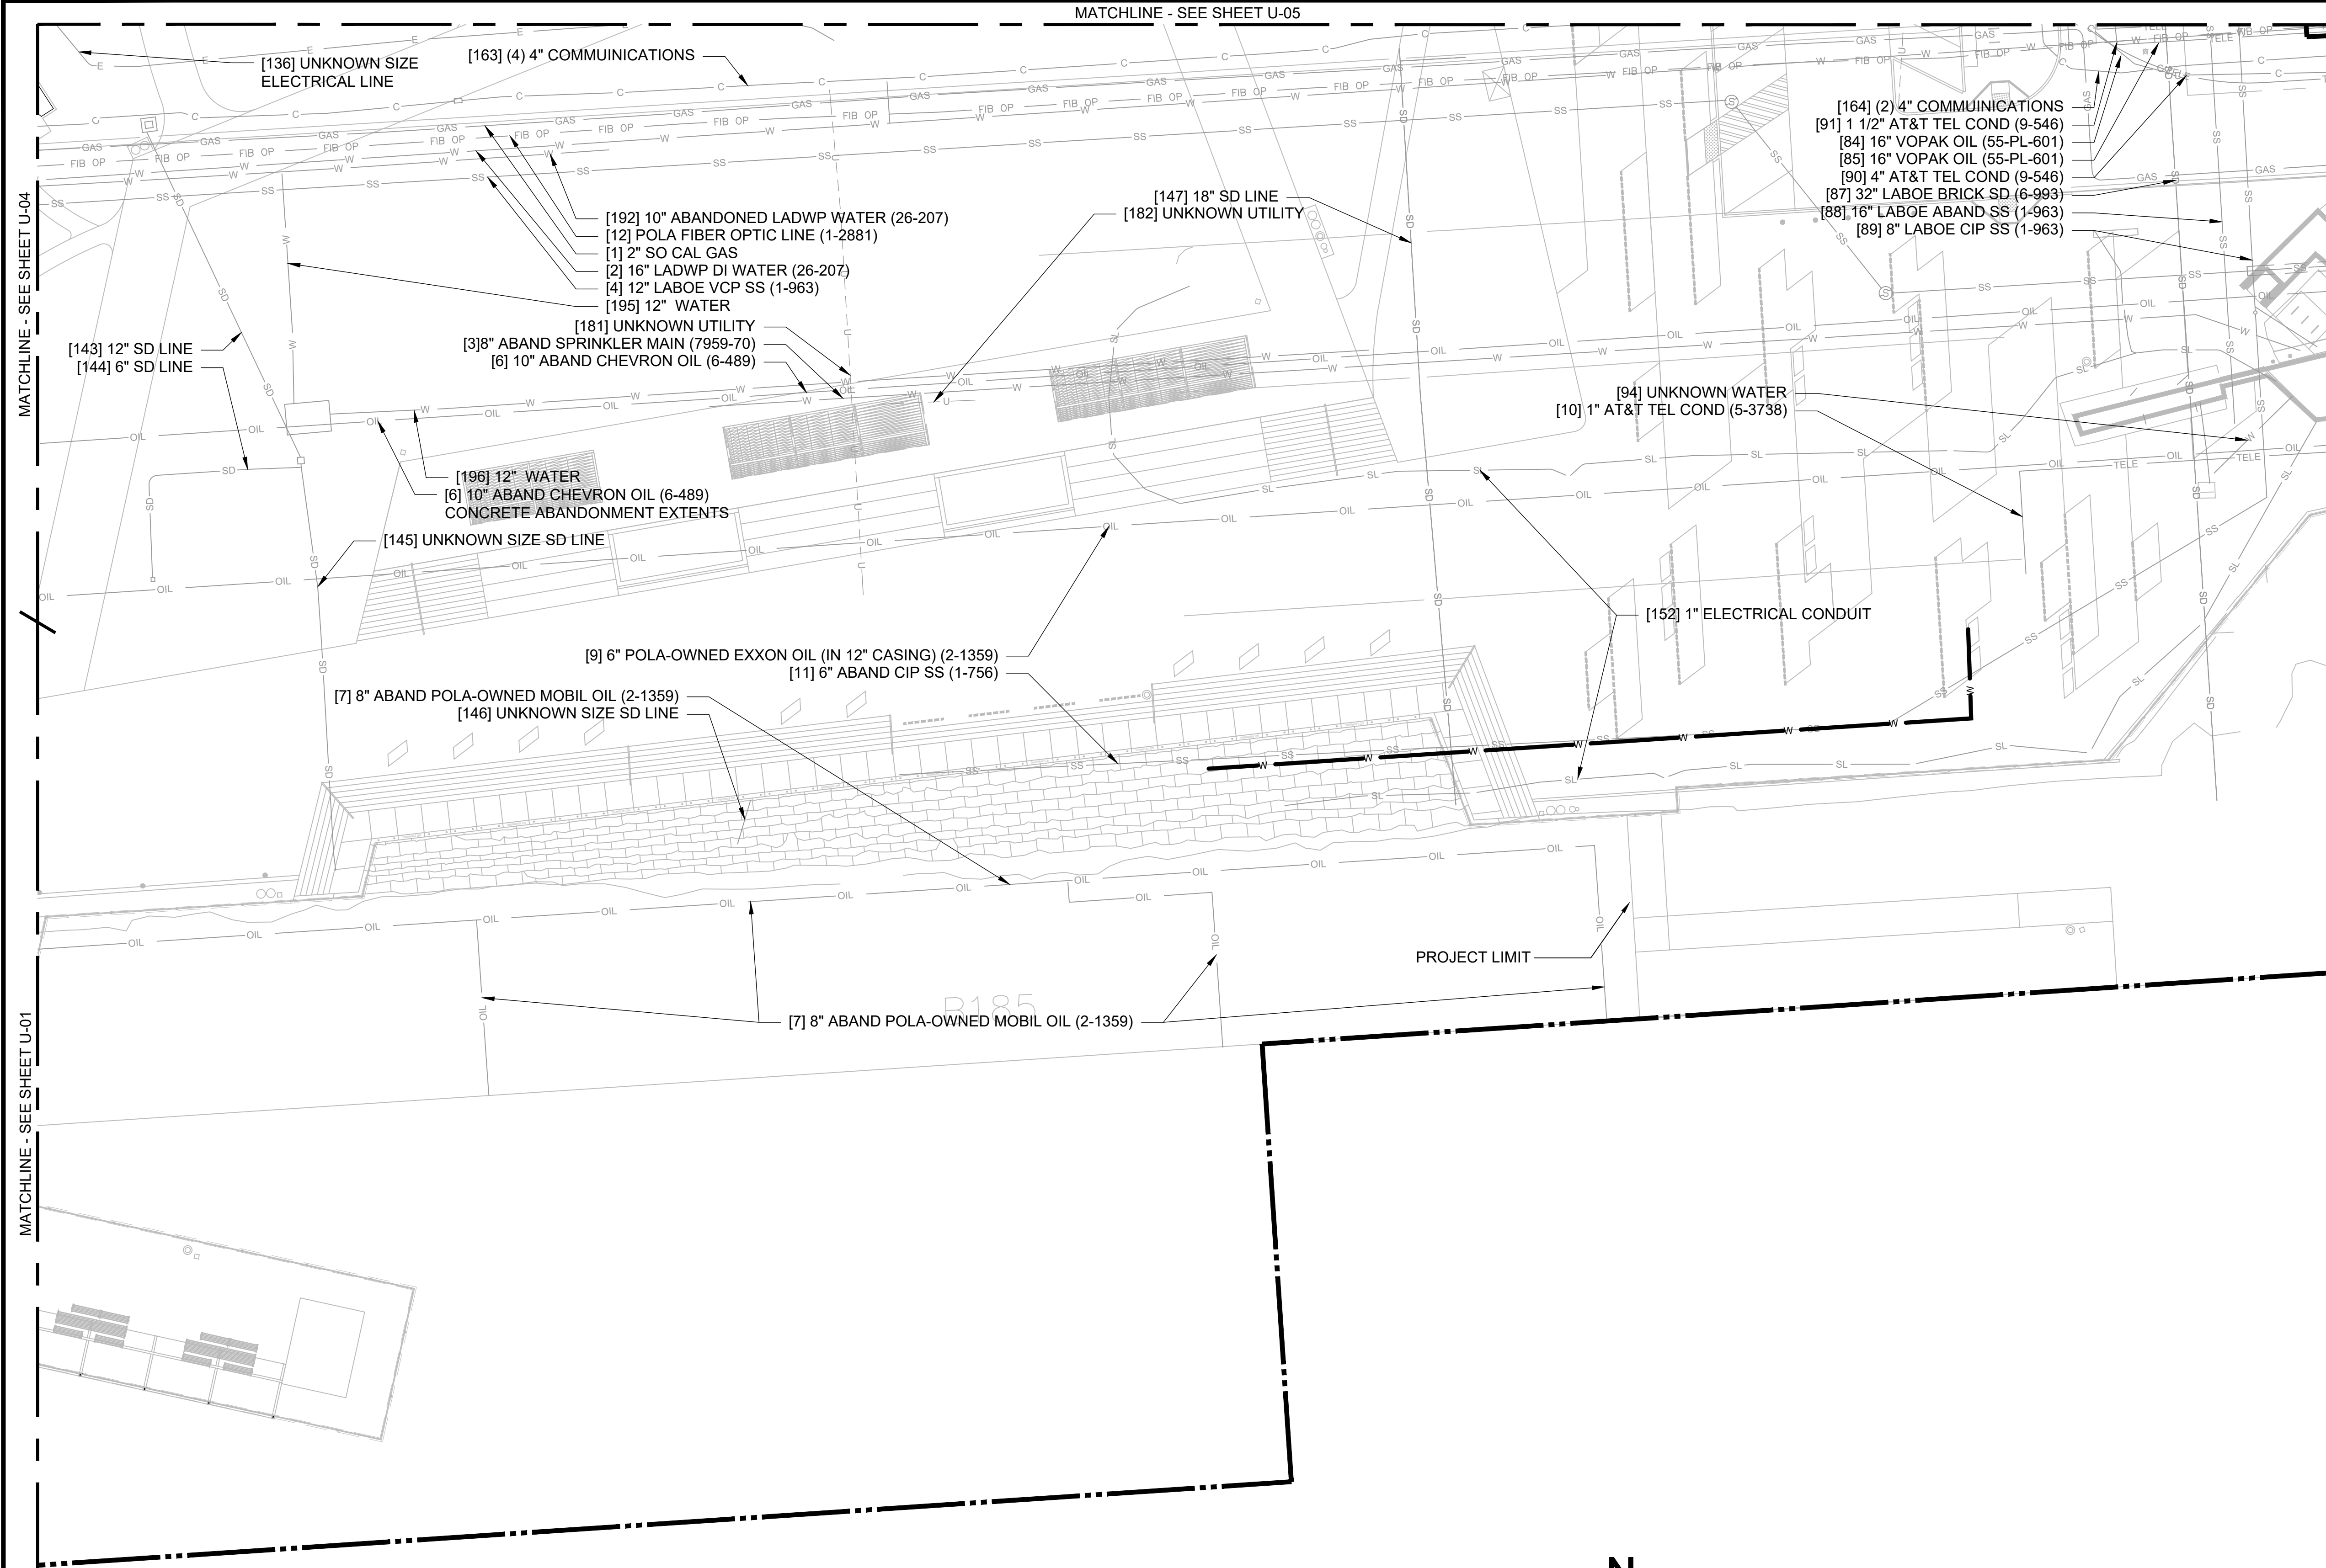 MATCHLINE - SEE SHEET U-05
[136] UNKNOWN SIZE
ELECTRICAL LINE
[163] (4) 4" COMMUINICATIONS
[164] (2) 4" COMMUINICATIONS
[91] 1 1/2" AT&T TEL COND (9-546)
[84] 16" VOPAK OIL (55-PL-601)
[85] 16" VOPAK OIL (55-PL-601)
[90] 4" AT&T TEL COND (9-546)
[87] 32" LABOE BRICK SD (6-993)
[88] 16" LABOE ABAND SS (1-963)
[89] 8" LABOE CIP SS (1-963)
MATCHLINE - SEE SHEET U-04
[192] 10" ABANDONED LADWP WATER (26-207)
[12] POLA FIBER OPTIC LINE (1-2881)
[1] 2" SO CAL GAS
[2] 16" LADWP DI WATER (26-207)
[4] 12" LABOE VCP SS (1-963)
[195] 12" WATER
[147] 18" SD LINE
[182] UNKNOWN UTILITY
[181] UNKNOWN UTILITY
[3]8" ABAND SPRINKLER MAIN (7959-70)
[6] 10" ABAND CHEVRON OIL (6-489)
[143] 12" SD LINE
[144] 6" SD LINE
[94] UNKNOWN WATER
[10] 1" AT&T TEL COND (5-3738)
[196] 12" WATER
[6] 10" ABAND CHEVRON OIL (6-489)
CONCRETE ABANDONMENT EXTENTS
[145] UNKNOWN SIZE SD LINE
[152] 1" ELECTRICAL CONDUIT
[9] 6" POLA-OWNED EXXON OIL (IN 12" CASING) (2-1359)
[11] 6" ABAND CIP SS (1-756)
[7] 8" ABAND POLA-OWNED MOBIL OIL (2-1359)
[146] UNKNOWN SIZE SD LINE
PROJECT LIMIT
B185
[7] 8" ABAND POLA-OWNED MOBIL OIL (2-1359)
MATCHLINE - SEE SHEET U-01
N